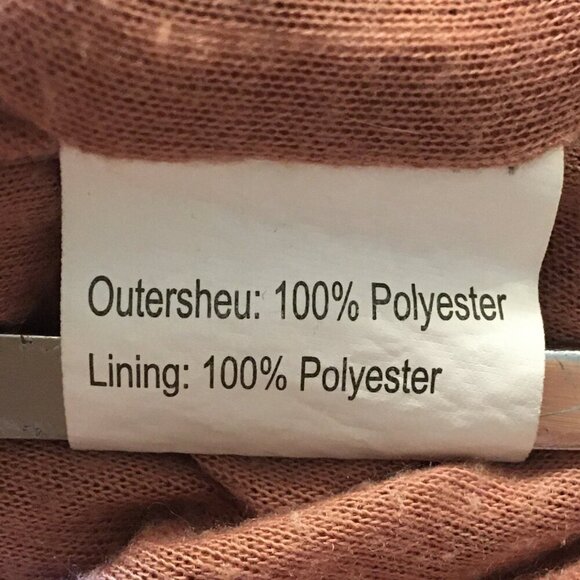 Outersheu: 100% Polyester
Lining: 100% Polyester